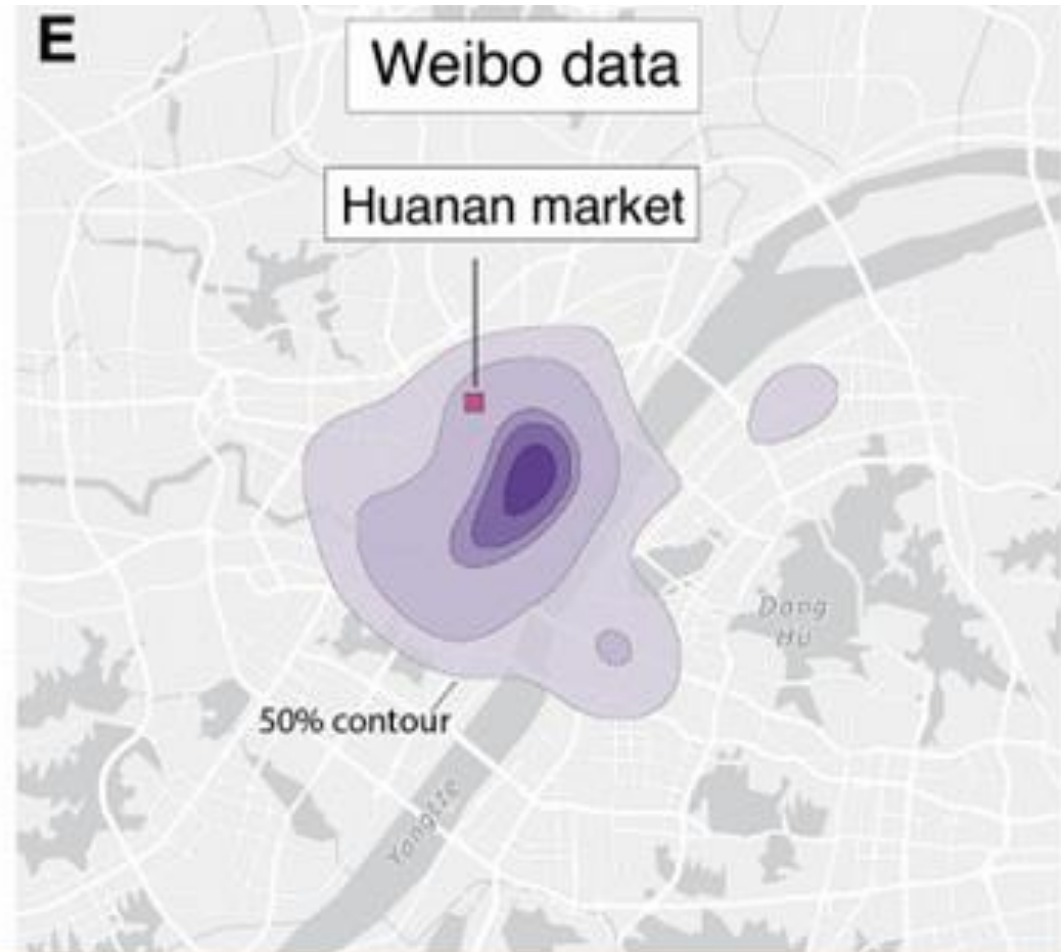 E
Weibo data
Huanan market
Dong
Hu
50% contour
Yangtze